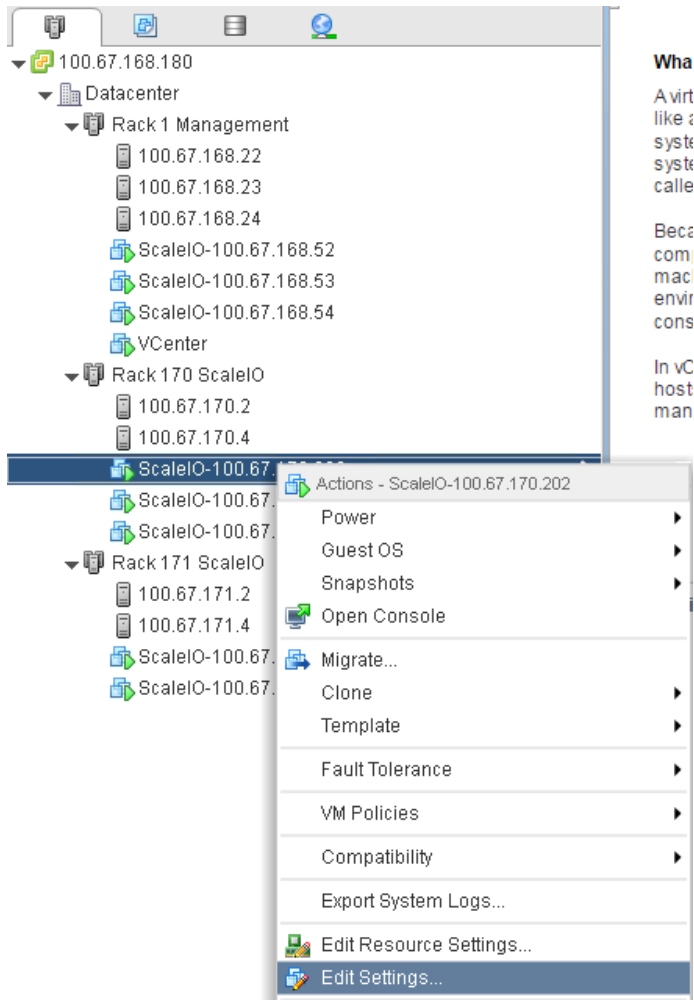 100.67.168.180
Datacenter
Rack 1 Management
100.67.168.22
100.67.168.23
100.67.168.24
ScaleIO-100.67.168.52
ScaleIO-100.67.168.53
ScaleIO-100.67.168.54
VCenter
Rack 170 ScaleIO
100.67.170.2
100.67.170.4
ScaleIO-100.67.
ScaleIO-100.67.
ScaleIO-100.67.
Rack 171 ScaleIO
100.67.171.2
100.67.171.4
ScaleIO-100.67.
ScaleIO-100.67.
Actions - ScaleIO-100.67.170.202
Power
Guest OS
Snapshots
Open Console
Migrate...
Clone
Template
Fault Tolerance
VM Policies
Compatibility
Export System Logs...
Edit Resource Settings...
Edit Settings...
Wha
A virt
like a
syste
syste
calle
Beca
com
mac
envir
cons
In vC
host
man